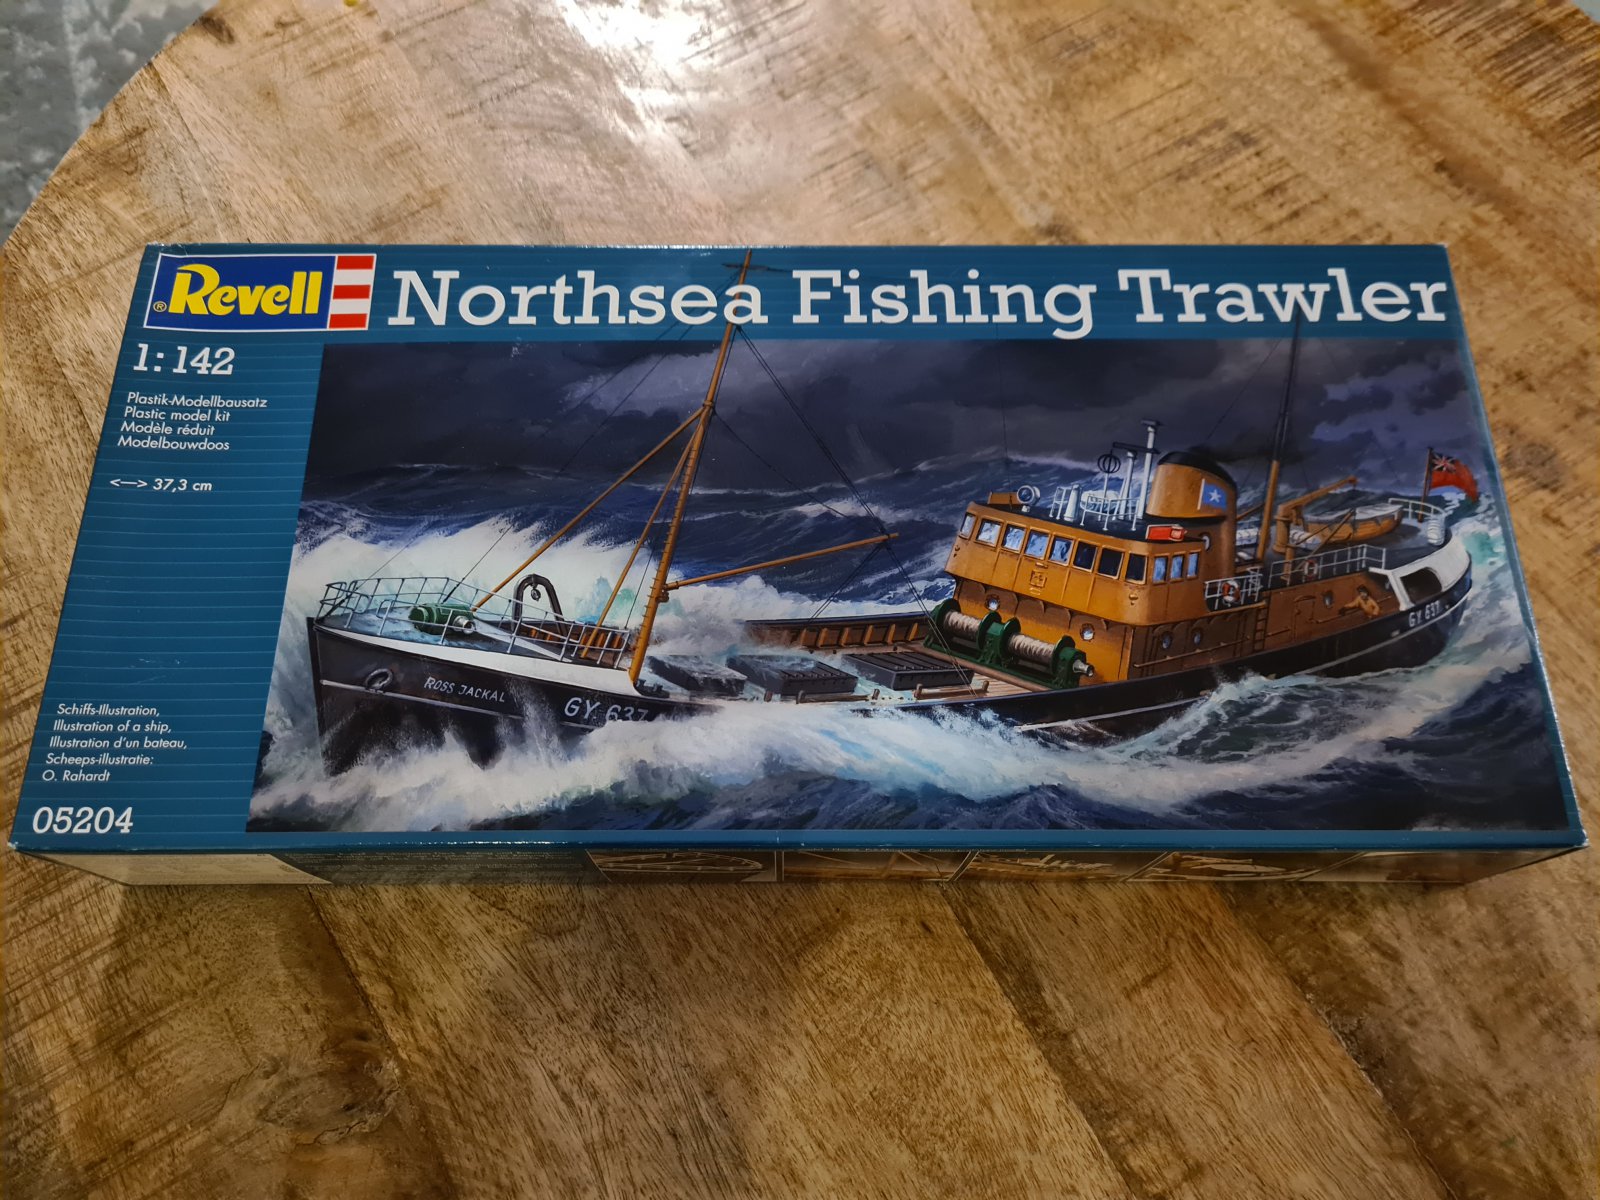 Revell
®
Northsea Fishing Trawler
1:142
Plastik-Modellbausatz
Plastic model kit
Modèle réduit
Modelbouwdoos
<—> 37,3 cm
ROSS JACKAL
GY 637
GY 637
Schiffs-Illustration,
Illustration of a ship,
Illustration d'un bateau,
Scheeps-illustratie:
O. Rahardt
05204